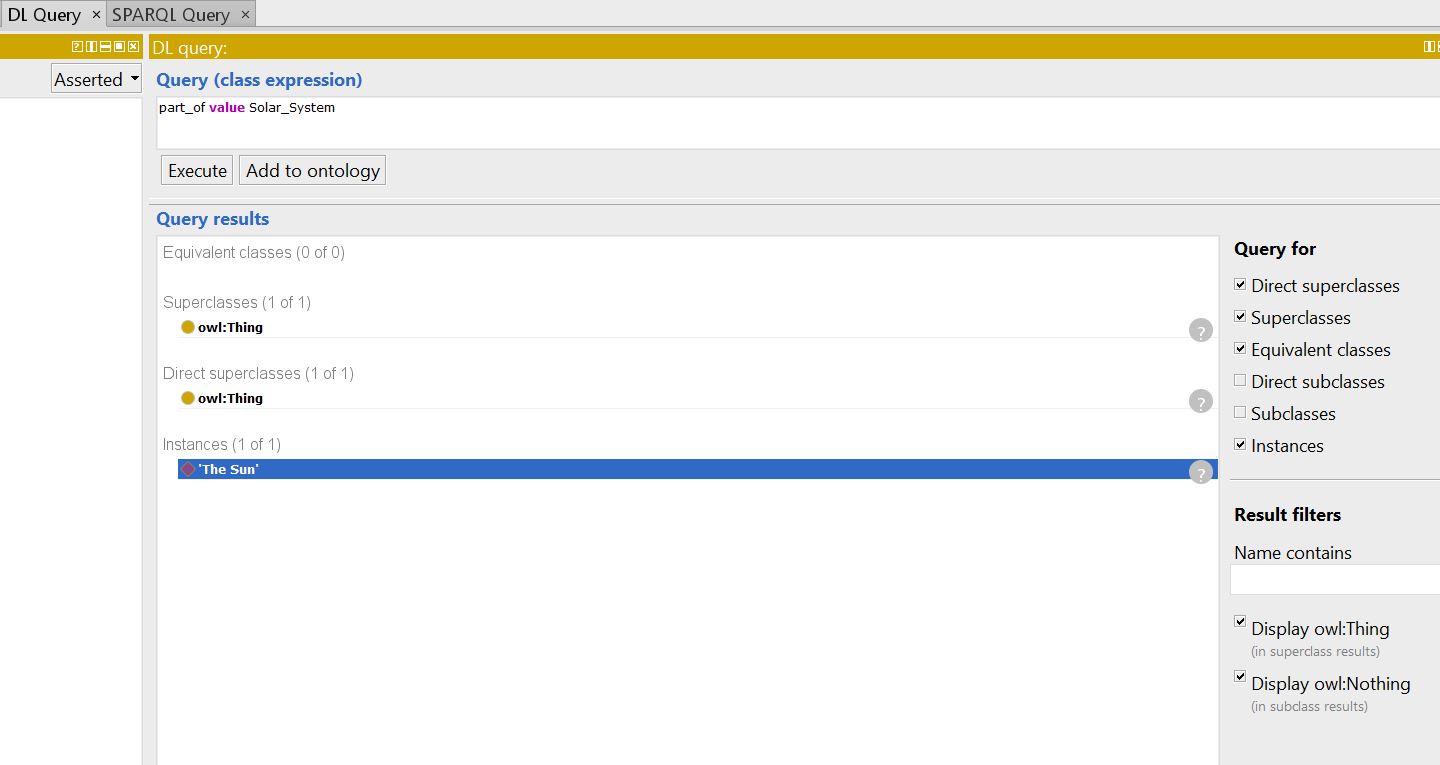 DL Query × SPARQL Query ×
DL query:
Asserted
Query (class expression)
part_of value Solar_System
Execute Add to ontology
Query results
Equivalent classes (0 of 0)
Superclasses (1 of 1)
owl:Thing
?
Direct superclasses (1 of 1)
owl:Thing
?
Instances (1 of 1)
'The Sun'
?
Query for
Direct superclasses
Superclasses
Equivalent classes
Direct subclasses
Subclasses
Instances
Result filters
Name contains
Display owl:Thing
(in superclass results)
Display owl:Nothing
(in subclass results)